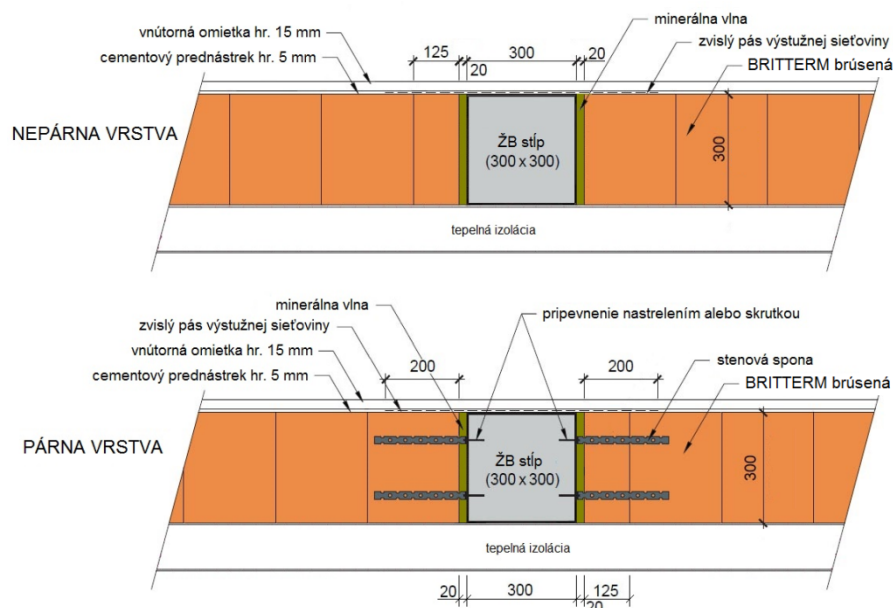 vnútorná omietka hr. 15 mm
cementový prednástrek hr. 5 mm
125
300
20
20
minerálna vlna
zvislý pás výstužnej sieťoviny
BRITTERM brúsená
NEPÁRNA VRSTVA
ŽB stĺp
(300 x 300)
300
tepelná izolácia
minerálna vlna
zvislý pás výstužnej sieťoviny
vnútorná omietka hr. 15 mm
cementový prednástrek hr. 5 mm
200
pripevnenie nastrelením alebo skrutkou
200
stenová spona
BRITTERM brúsená
PÁRNA VRSTVA
ŽB stĺp
(300 x 300)
300
tepelná izolácia
20
300
125
20